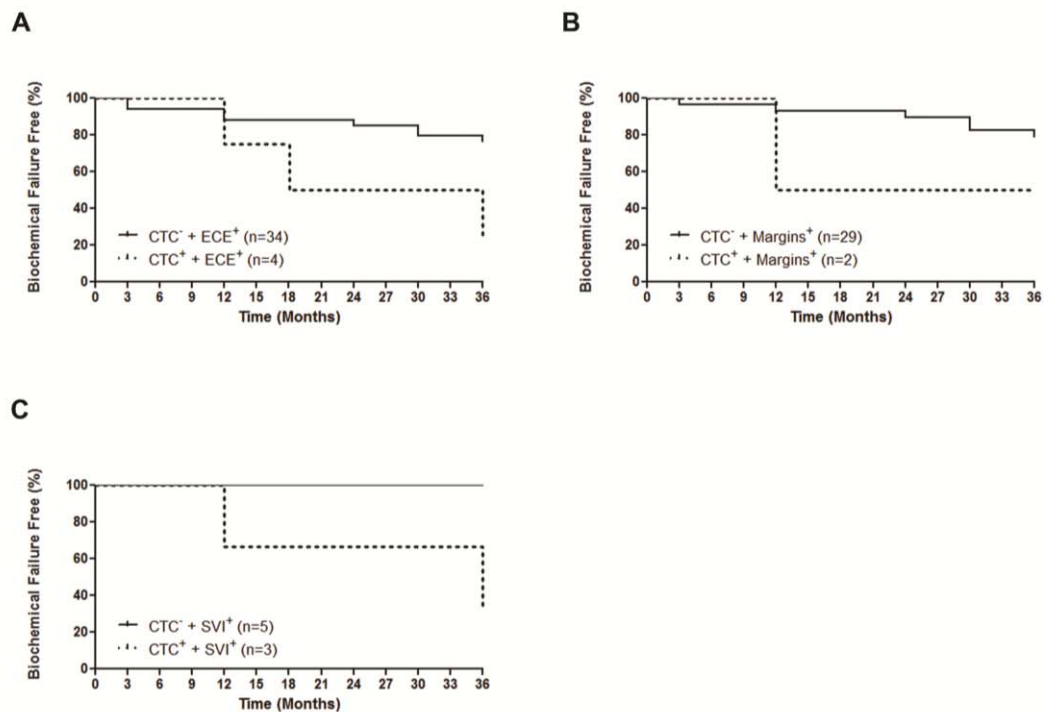 A
Biochemical Failure Free (%)
100
80
60
40
20
0
CTC⁻ + ECE⁺ (n=34)
CTC⁺ + ECE⁺ (n=4)
0 3 6 9 12 15 18 21 24 27 30 33 36
Time (Months)
B
Biochemical Failure Free (%)
100
80
60
40
20
0
CTC⁻ + Margins⁺ (n=29)
CTC⁺ + Margins⁺ (n=2)
0 3 6 9 12 15 18 21 24 27 30 33 36
Time (Months)
C
Biochemical Failure Free (%)
100
80
60
40
20
0
CTC⁻ + SVI⁺ (n=5)
CTC⁺ + SVI⁺ (n=3)
0 3 6 9 12 15 18 21 24 27 30 33 36
Time (Months)